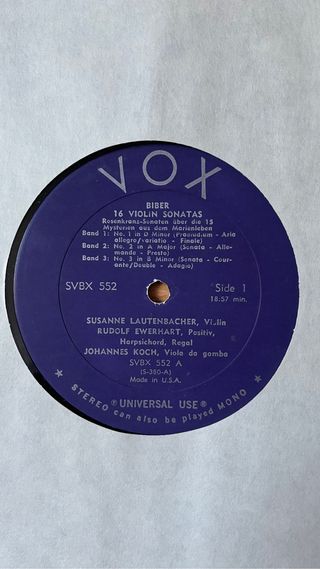 VOX
BIBER
16 VIOLIN SONATAS
Rosenkranz-Sonaten über die 15
Mysterien aus dem Marienleben
Band 1: No. 1 in D Minor (Praeludium - Aria
allegro/variatio - Finale)
Band 2: No. 2 in A Major (Sonata - Alle-
mande - Presto)
Band 3: No. 3 in B Minor (Sonata - Cour-
ante/Double - Adagio)
SVBX 552
Side 1
18:57 min.
SUSANNE LAUTENBACHER, Violin
RUDOLF EWERHART, Positiv,
Harpsichord, Regal
JOHANNES KOCH, Viola da gamba
SVBX 552 A
(S-350-A)
Made in U.S.A.
℗ UNIVERSAL USE ®
★ STEREO can also be played MONO ★